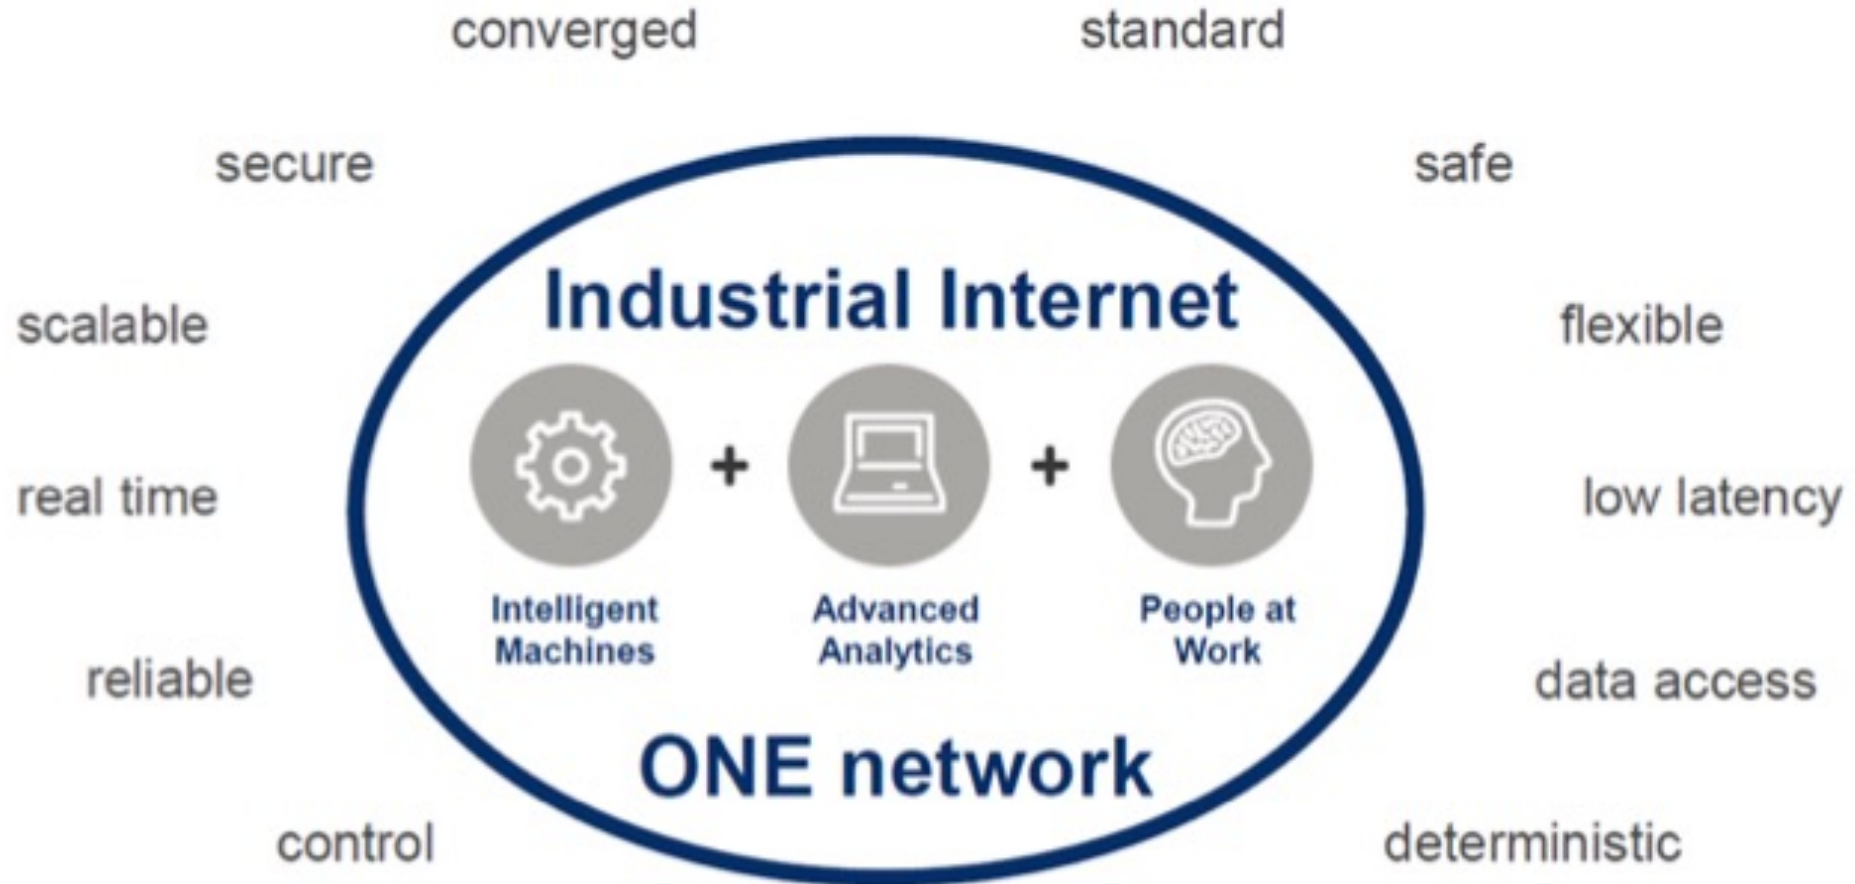 converged
standard
secure
safe
Industrial Internet
scalable
flexible
+
+
real time
low latency
Intelligent
Machines
Advanced
Analytics
People at
Work
reliable
data access
ONE network
control
deterministic